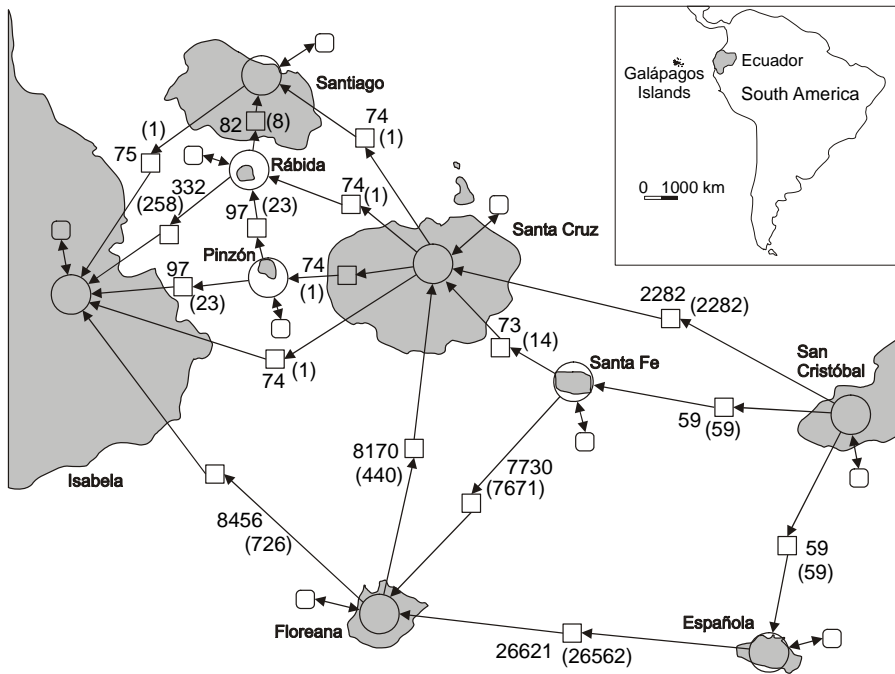 Santiago
74
(1)
(1)
82
(8)
75
Rábida
332
(258)
74
(1)
97
(23)
Santa Cruz
Pinzón
74
(1)
97
(23)
74
(1)
2282
(2282)
73
(14)
Santa Fe
San
Cristóbal
59
(59)
Isabela
8170
(440)
7730
(7671)
8456
(726)
59
(59)
Floreana
Española
26621
(26562)
Galápagos
Islands
Ecuador
South America
0 1000 km